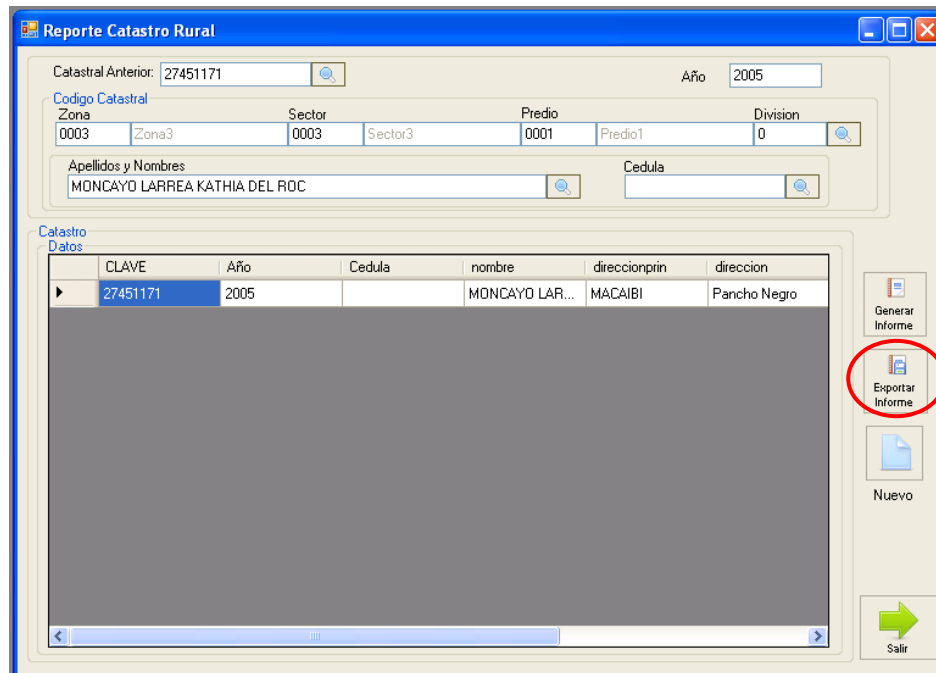 Reporte Catastro Rural
Catastral Anterior: 27451171 Año 2005
Codigo Catastral
Zona Sector Predio Division
0003 Zona3 0003 Sector3 0001 Predio1 0
Apellidos y Nombres Cedula
MONCAYO LARREA KATHIA DEL ROC
Catastro
Datos
CLAVE Año Cedula nombre direccionprin direccion
27451171 2005 MONCAYO LAR... MACAIBI Pancho Negro
Generar
Informe
Exportar
Informe
Nuevo
Salir